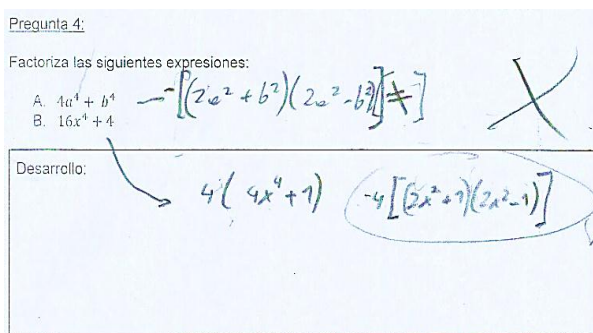 Pregunta 4:
Factoriza las siguientes expresiones:
A. 4a⁴ + b⁴ -[(2a² + b²)(2a² - b²)]
B. 16x⁴ + 4
Desarrollo:
4(4x⁴+1) -4[(2x²+1)(2x²-1)]